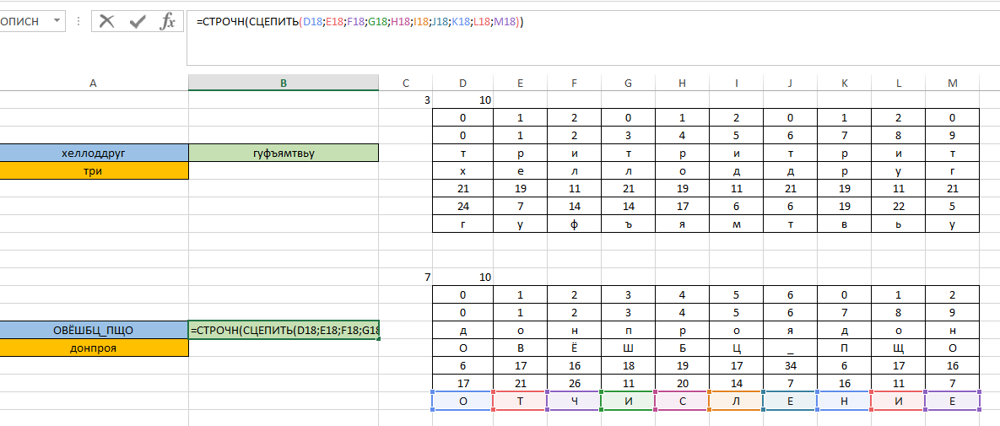 ОПИСН =СТРОЧН(СЦЕПИТЬ(D18;E18;F18;G18;H18;I18;J18;K18;L18;M18))
A B C D E F G H I J K L M
3 10
0 1 2 0 1 2 0 1 2 0
0 1 2 3 4 5 6 7 8 9
хеллоддруг гуфъямтвьу т р и т р и т р и т
три х е л л о д д р у г
21 19 11 21 19 11 21 19 11 21
24 7 14 14 17 6 6 19 22 5
г у ф ъ я м т в ь у
7 10
0 1 2 3 4 5 6 0 1 2
0 1 2 3 4 5 6 7 8 9
ОВЁШБЦ_ПЩО =СТРОЧН(СЦЕПИТЬ(D18;E18;F18;G18 д о н п р о я д о н
донпроя О В Ё Ш Б Ц _ П Щ О
6 17 16 18 19 17 34 6 17 16
17 21 26 11 20 14 7 16 11 7
О Т Ч И С Л Е Н И Е